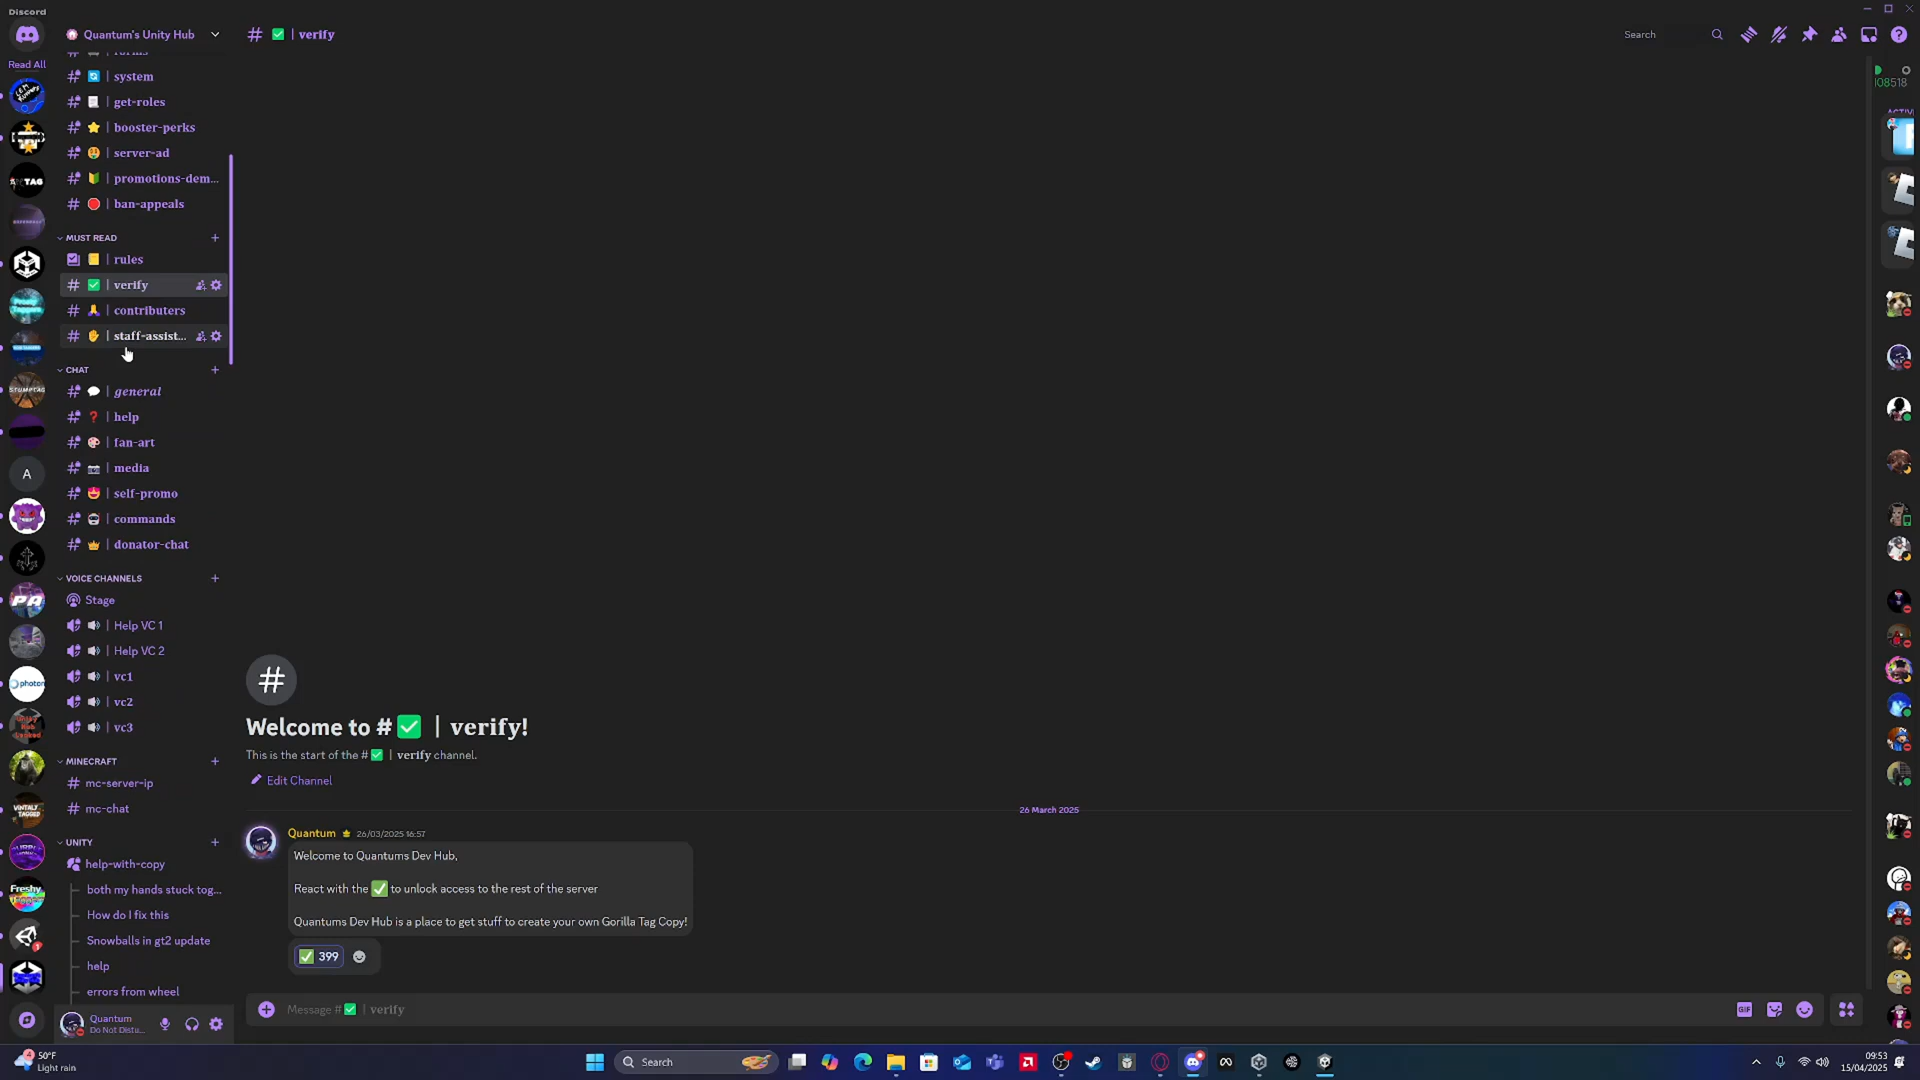 Discord
Quantum's Unity Hub
# ✅ | verify
Search
Read All
system
get-roles
booster-perks
server-ad
promotions-dem...
ban-appeals
MUST READ
rules
verify
contributers
staff-assist...
CHAT
general
help
fan-art
media
self-promo
commands
donator-chat
VOICE CHANNELS
Stage
Help VC 1
Help VC 2
vc1
vc2
vc3
MINECRAFT
mc-server-ip
mc-chat
UNITY
help-with-copy
both my hands stuck tog...
How do I fix this
Snowballs in gt2 update
help
errors from wheel
Quantum
Do Not Distu...
TAG
A
PA
photon
Freshy
Welcome to #✅ | verify!
This is the start of the #✅ | verify channel.
Edit Channel
26 March 2025
Quantum 26/03/2025 16:57
Welcome to Quantums Dev Hub,
React with the ✅ to unlock access to the rest of the server
Quantums Dev Hub is a place to get stuff to create your own Gorilla Tag Copy!
✅ 399
Message #✅ | verify
GIF
108518
50°F
Light rain
Search
09:53
15/04/2025